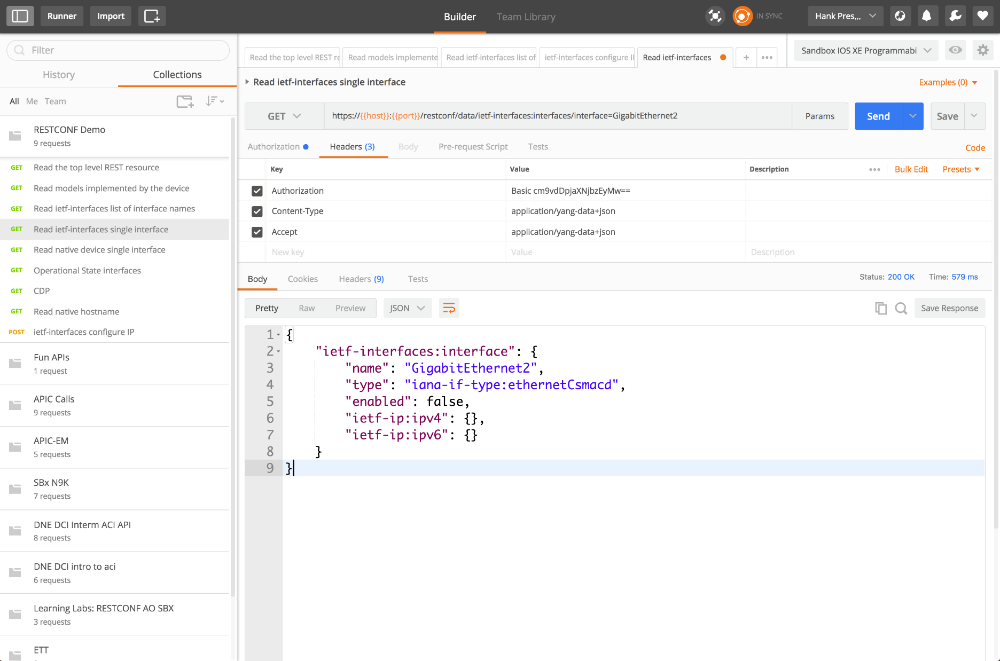 Runner
Import
Builder
Team Library
IN SYNC
Hank Pres...
Filter
History
Collections
All Me Team
RESTCONF Demo
9 requests
GET Read the top level REST resource
GET Read models implemented by the device
GET Read ietf-interfaces list of interface names
GET Read ietf-interfaces single interface
GET Read native device single interface
GET Operational State interfaces
GET CDP
GET Read native hostname
POST ietf-interfaces configure IP
Fun APIs
1 request
APIC Calls
9 requests
APIC-EM
5 requests
SBx N9K
7 requests
DNE DCI Interm ACI API
8 requests
DNE DCI intro to aci
6 requests
Learning Labs: RESTCONF AO SBX
3 requests
ETT
Read the top level REST re
Read models implemente
Read ietf-interfaces list of
ietf-interfaces configure
Read ietf-interfaces
+
Sandbox IOS XE Programmabi
Read ietf-interfaces single interface
Examples (0)
GET
https://{{host}}:{{port}}/restconf/data/ietf-interfaces:interfaces/interface=GigabitEthernet2
Params
Send
Save
Authorization
Headers (3)
Body
Pre-request Script
Tests
Code
Key Value Description
Bulk Edit
Presets
Authorization Basic cm9vdDpjaXNjbzEyMw==
Content-Type application/yang-data+json
Accept application/yang-data+json
New key Value Description
Body
Cookies
Headers (9)
Tests
Status: 200 OK
Time: 579 ms
Pretty
Raw
Preview
JSON
Save Response
1 {
2 "ietf-interfaces:interface": {
3 "name": "GigabitEthernet2",
4 "type": "iana-if-type:ethernetCsmacd",
5 "enabled": false,
6 "ietf-ip:ipv4": {},
7 "ietf-ip:ipv6": {}
8 }
9 }